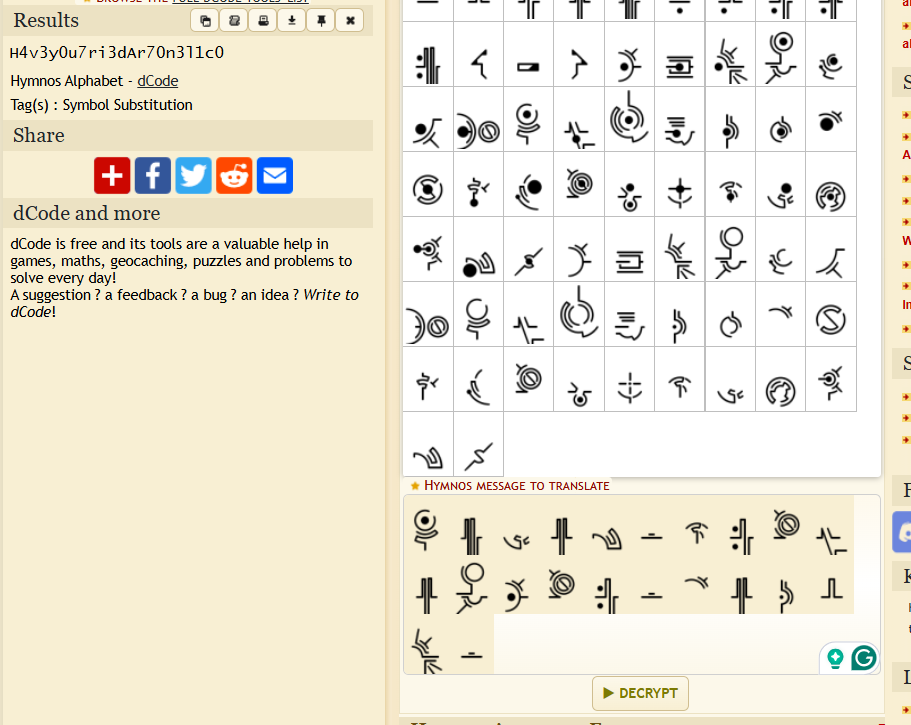 BROWSE THE FULL DCODE TOOLS' LIST
Results
H4v3y0u7ri3dAr70n3l1c0
Hymnos Alphabet - dCode
Tag(s) : Symbol Substitution
Share
dCode and more
dCode is free and its tools are a valuable help in
games, maths, geocaching, puzzles and problems to
solve every day!
A suggestion ? a feedback ? a bug ? an idea ? Write to
dCode!
HYMNOS MESSAGE TO TRANSLATE
DECRYPT